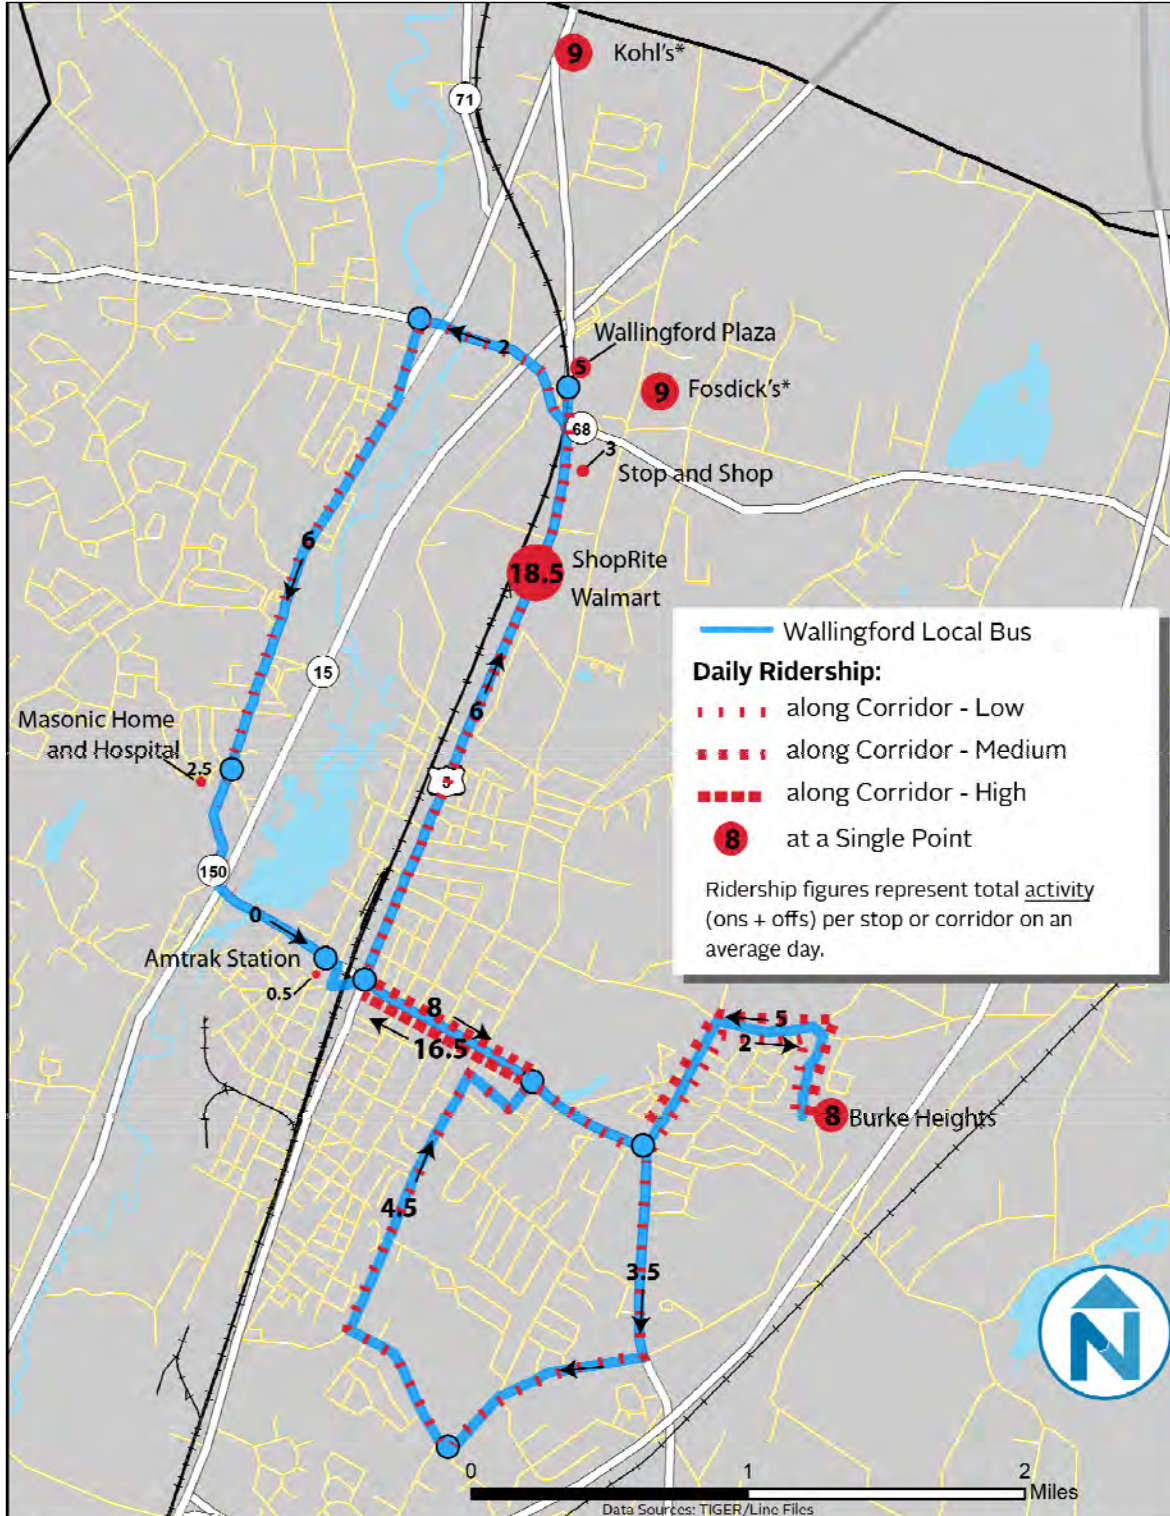 9 Kohl's*
71
Wallingford Plaza
2
5
9 Fosdick's*
68
3
Stop and Shop
6
18.5
ShopRite
Walmart
Wallingford Local Bus
Daily Ridership:
along Corridor - Low
along Corridor - Medium
along Corridor - High
8 at a Single Point
Ridership figures represent total activity
(ons + offs) per stop or corridor on an
average day.
15
6
Masonic Home
and Hospital
2.5
5
150
0
Amtrak Station
0.5
8
16.5
5
2
8 Burke Heights
4.5
3.5
N
0 1 2
Miles
Data Sources: TIGER/Line Files